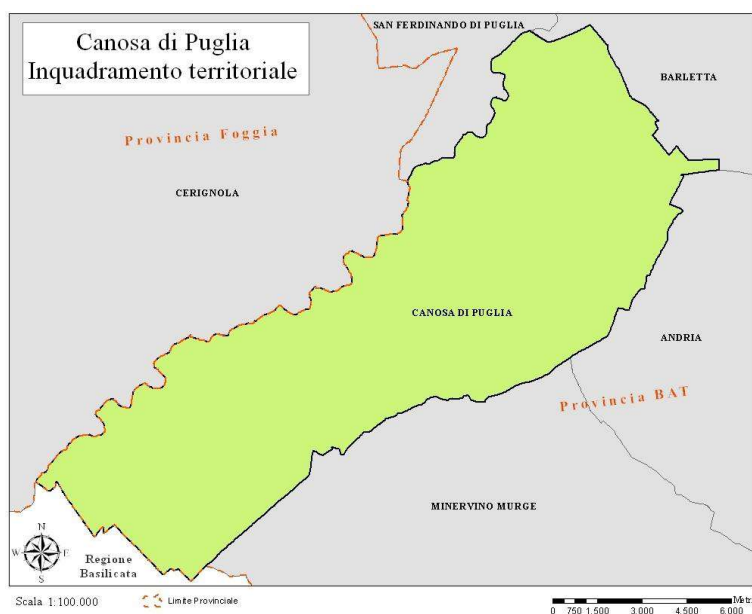 Canosa di Puglia
Inquadramento territoriale
SAN FERDINANDO DI PUGLIA
BARLETTA
Provincia Foggia
CERIGNOLA
CANOSA DI PUGLIA
ANDRIA
Provincia BAT
MINERVINO MURGE
N
W E
S
Regione
Basilicata
Scala 1:100.000
Limite Provinciale
0 750 1.500 3.000 4.500 6.000